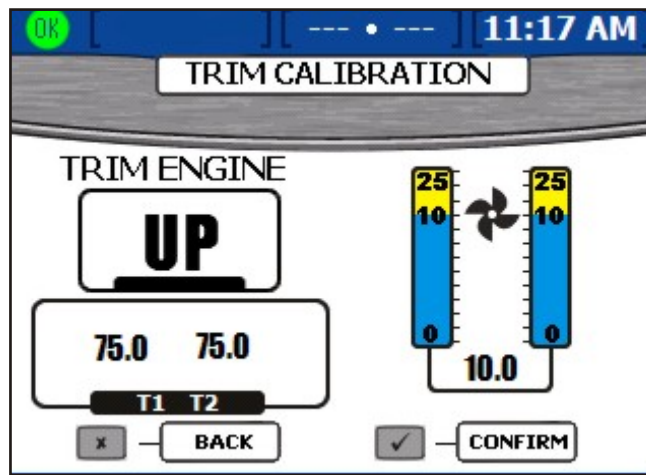 OK --- • --- 11:17 AM
TRIM CALIBRATION
TRIM ENGINE
UP
75.0 75.0
T1 T2
25 25
10 10
0 0
10.0
x BACK ✓ CONFIRM